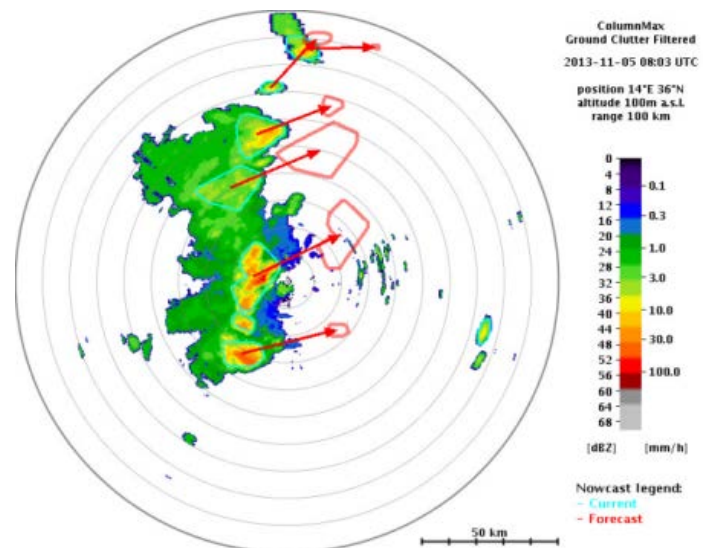 ColumnMax
Ground Clutter Filtered
2013-11-05 08:03 UTC
position 14°E 36°N
altitude 100m a.s.L
range 100 km
0
4
8
12
16
20
24
28
32
36
40
44
48
52
56
60
64
68
0.1
0.3
1.0
3.0
10.0
30.0
100.0
[dBZ] [mm/h]
Nowcast legend:
- Current
- Forecast
50 km